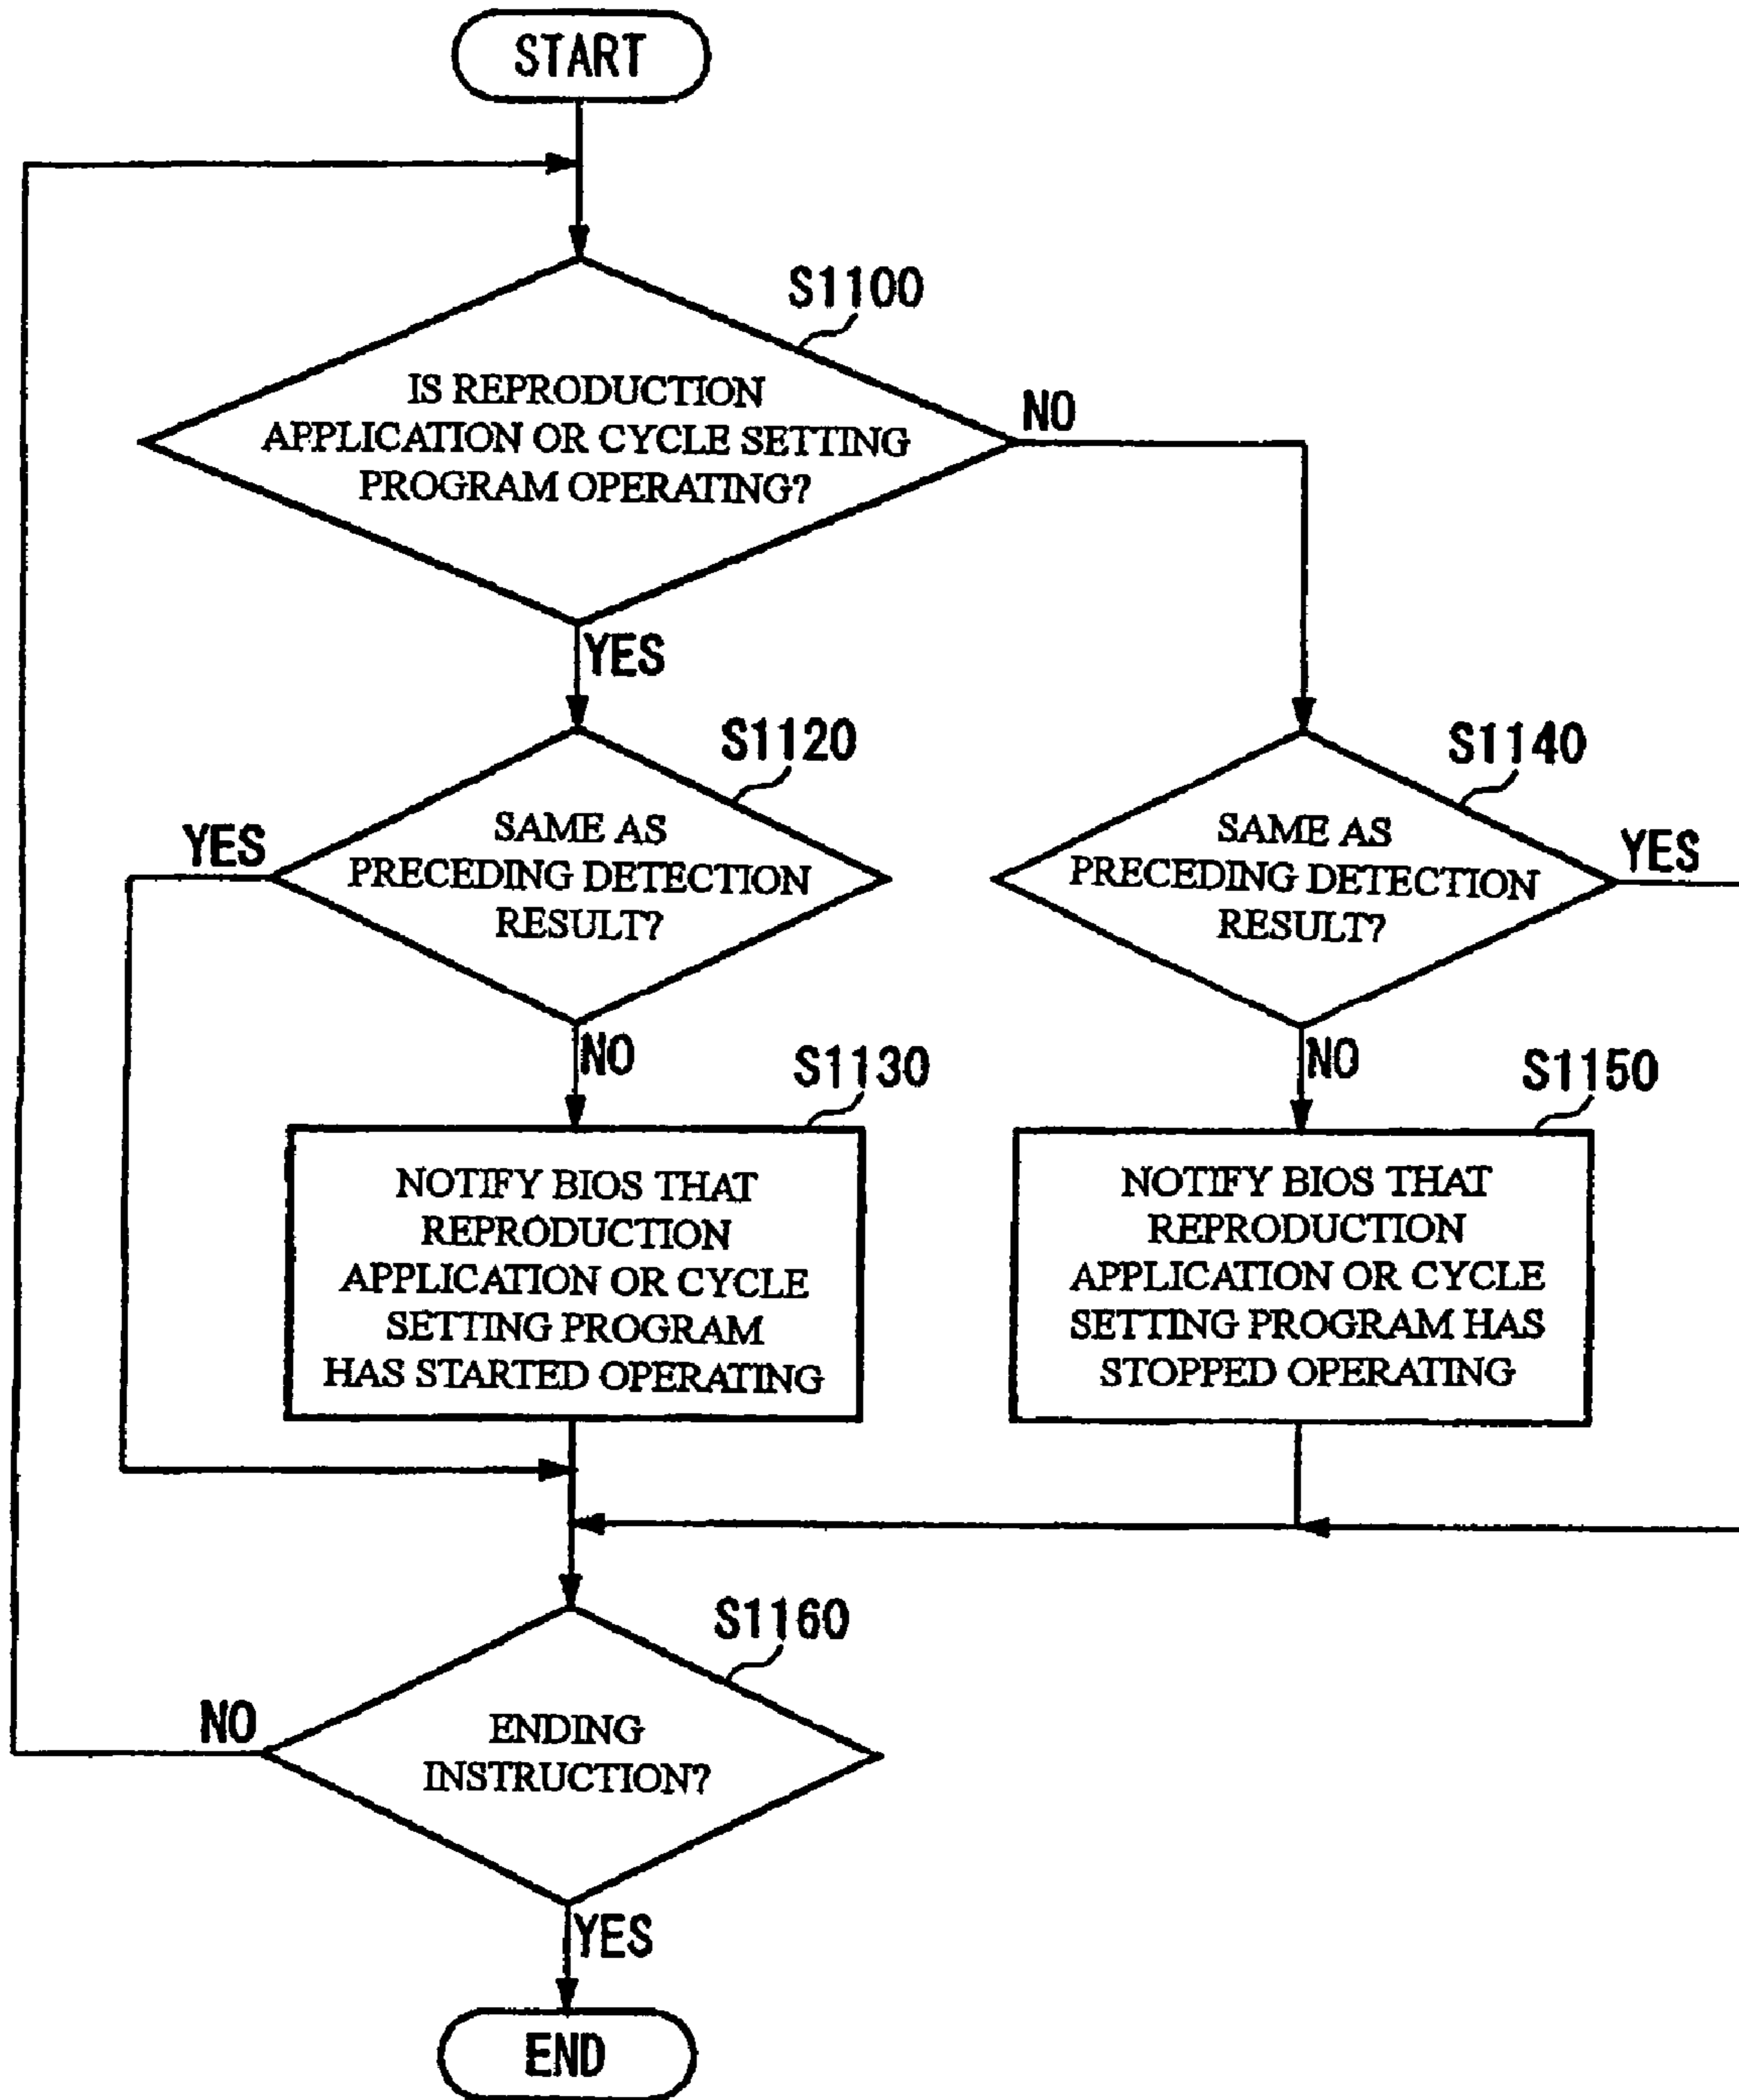 START
S1100
IS REPRODUCTION
APPLICATION OR CYCLE SETTING
PROGRAM OPERATING?
NO
YES
S1120
SAME AS
PRECEDING DETECTION
RESULT?
YES
NO
S1140
SAME AS
PRECEDING DETECTION
RESULT?
YES
NO
S1130
NOTIFY BIOS THAT
REPRODUCTION
APPLICATION OR CYCLE
SETTING PROGRAM
HAS STARTED OPERATING
S1150
NOTIFY BIOS THAT
REPRODUCTION
APPLICATION OR CYCLE
SETTING PROGRAM HAS
STOPPED OPERATING
S1160
ENDING
INSTRUCTION?
NO
YES
END